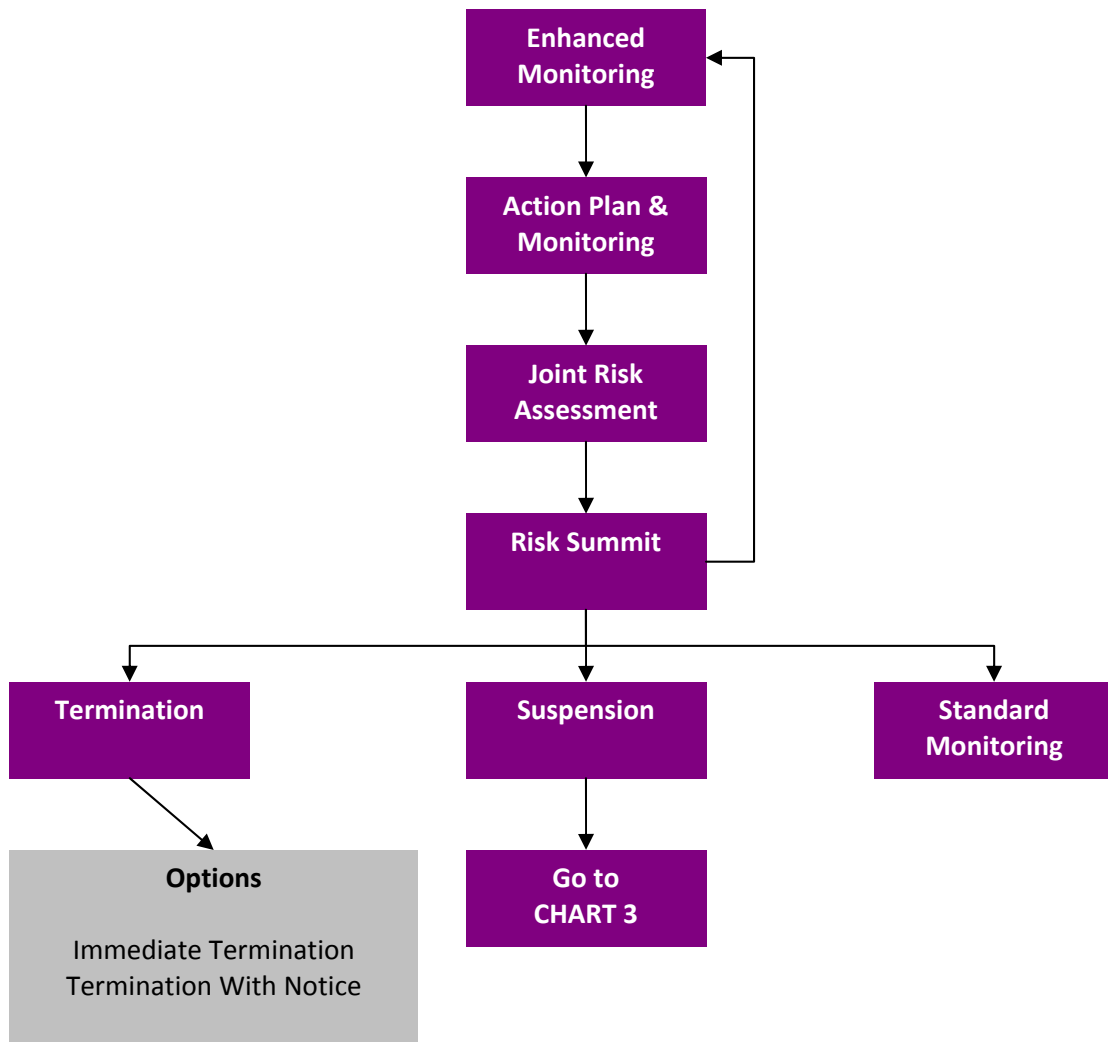 Enhanced
Monitoring
Action Plan &
Monitoring
Joint Risk
Assessment
Risk Summit
Termination
Suspension
Standard
Monitoring
Options
Immediate Termination
Termination With Notice
Go to
CHART 3